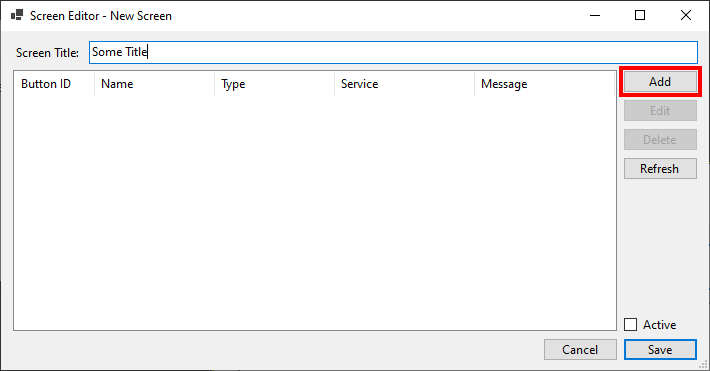 Screen Editor - New Screen
Screen Title: Some Title
Button ID Name Type Service Message
Add
Edit
Delete
Refresh
Active
Cancel Save